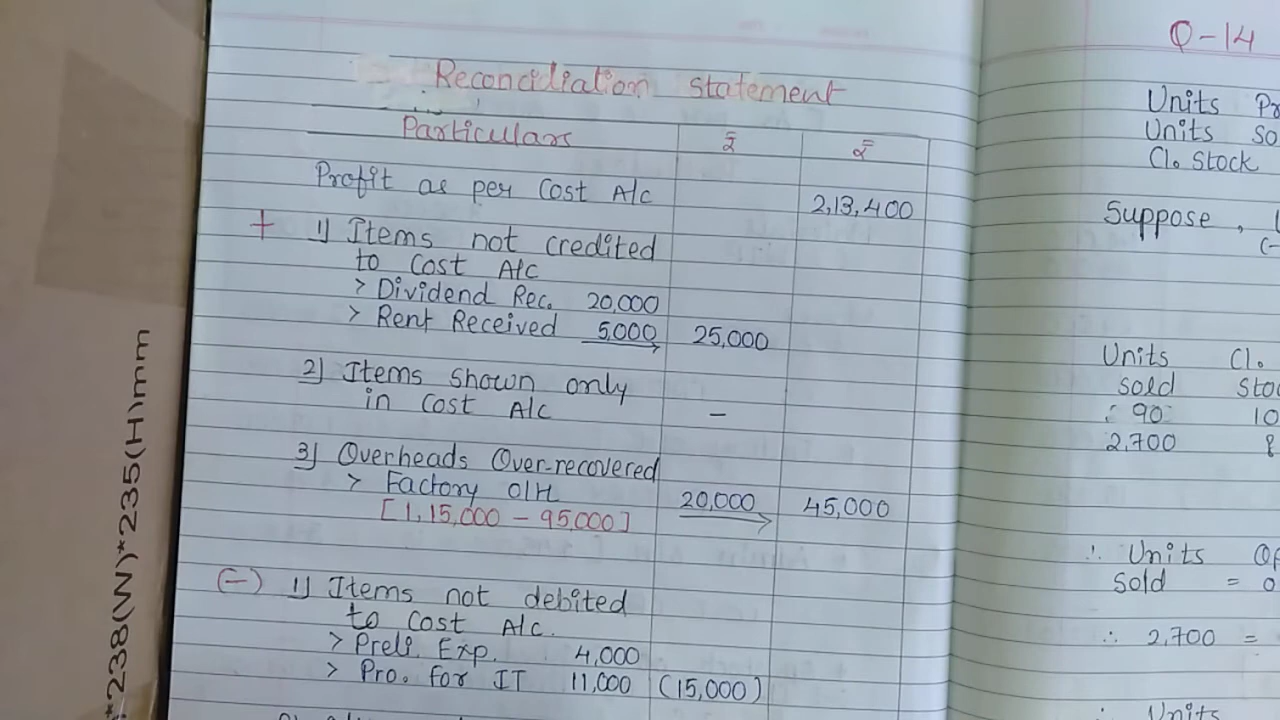 Reconciliation Statement
Particulars ₹ ₹
Profit as per Cost A/c 2,13,400
+ 1) Items not credited
to Cost A/c
> Dividend Rec. 20,000
> Rent Received 5,000 25,000
2) Items shown only
in Cost A/c –
3) Overheads Over-recovered
> Factory O/H 20,000 45,000
[1,15,000 – 95,000]
(–) 1) Items not debited
to Cost A/c.
> Preli. Exp. 4,000
> Pro. for IT 11,000 (15,000)
Q-14
Units
Units
Cl. Stock
Suppose,
Units Cl.
Sold
90 10
2,700
∴ Units
Sold =
∴ 2,700 =
∴ Units
*238(W)*235(H)mm